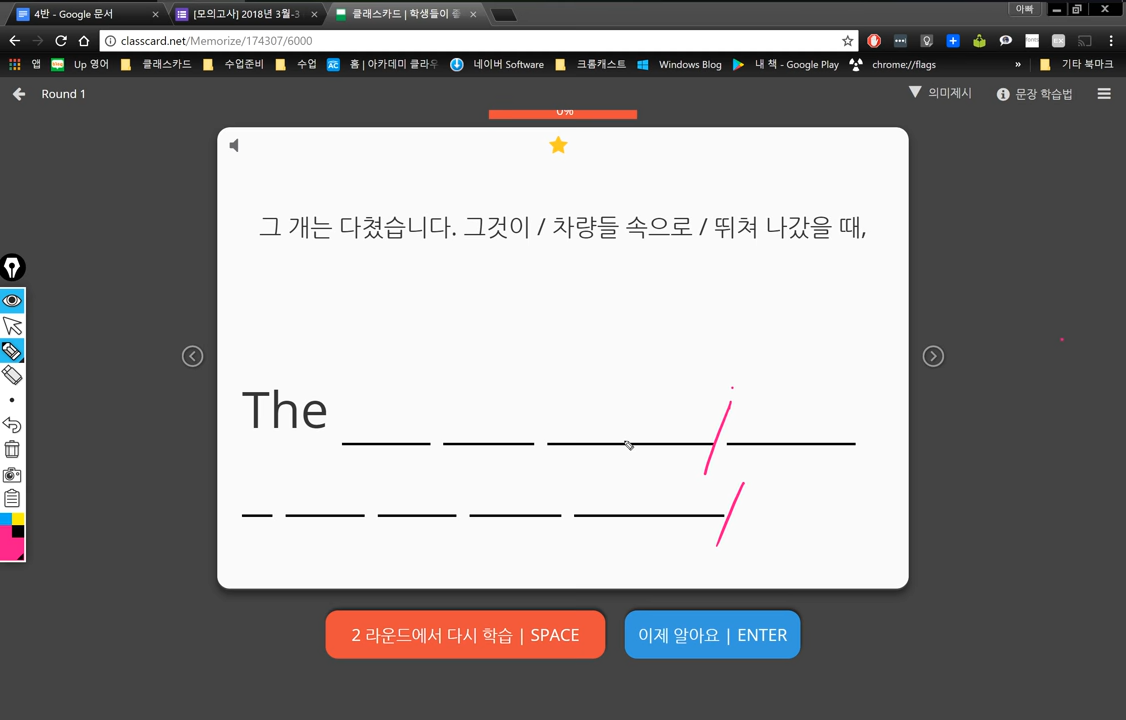 4반 - Google 문서
[모의고사] 2018년 3월-3
클래스카드 | 학생들이 좋
아빠
classcard.net/Memorize/174307/6000
앱 Up 영어 클래스카드 수업준비 수업 홈 | 아카데미 클라우 네이버 Software 크롬캐스트 Windows Blog 내 책 - Google Play chrome://flags » 기타 북마크
Round 1 의미제시 문장 학습법
0%
그 개는 다쳤습니다. 그것이 / 차량들 속으로 / 뛰쳐 나갔을 때,
The
2 라운드에서 다시 학습 | SPACE 이제 알아요 | ENTER